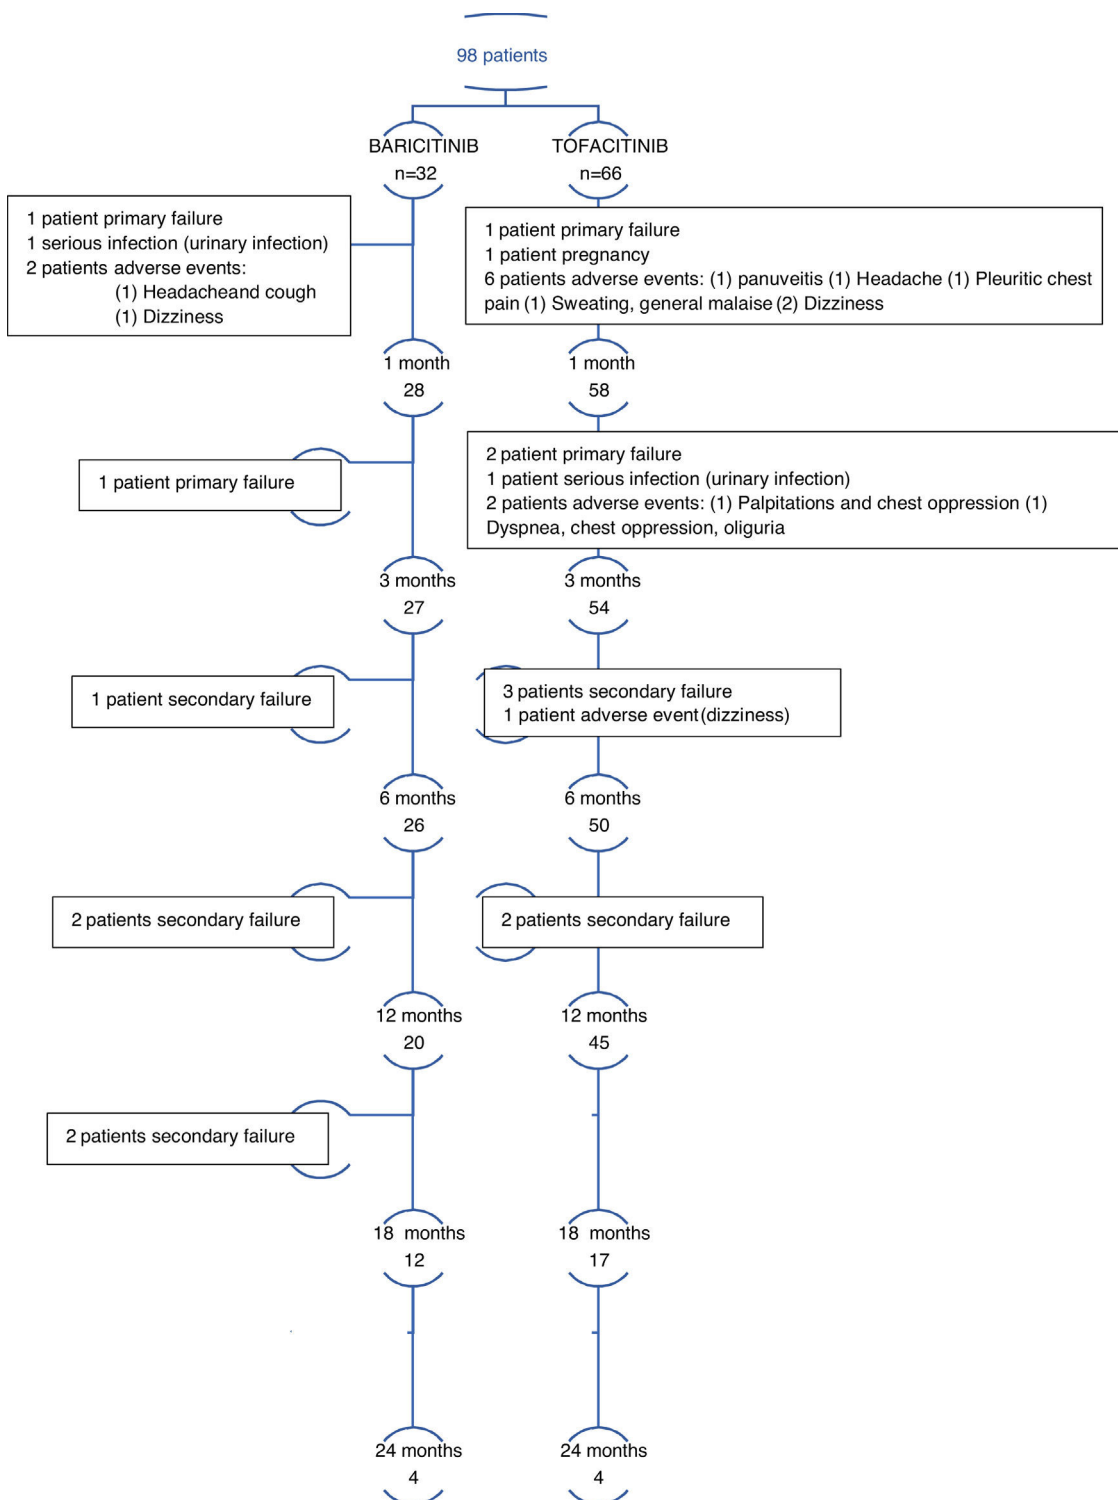 98 patients
BARICITINIB
n=32
TOFACITINIB
n=66
1 patient primary failure
1 serious infection (urinary infection)
2 patients adverse events:
(1) Headacheand cough
(1) Dizziness
1 patient primary failure
1 patient pregnancy
6 patients adverse events: (1) panuveitis (1) Headache (1) Pleuritic chest
pain (1) Sweating, general malaise (2) Dizziness
1 month
28
1 month
58
1 patient primary failure
2 patient primary failure
1 patient serious infection (urinary infection)
2 patients adverse events: (1) Palpitations and chest oppression (1)
Dyspnea, chest oppression, oliguria
3 months
27
3 months
54
1 patient secondary failure
3 patients secondary failure
1 patient adverse event (dizziness)
6 months
26
6 months
50
2 patients secondary failure
2 patients secondary failure
12 months
20
12 months
45
2 patients secondary failure
18 months
12
18 months
17
24 months
4
24 months
4